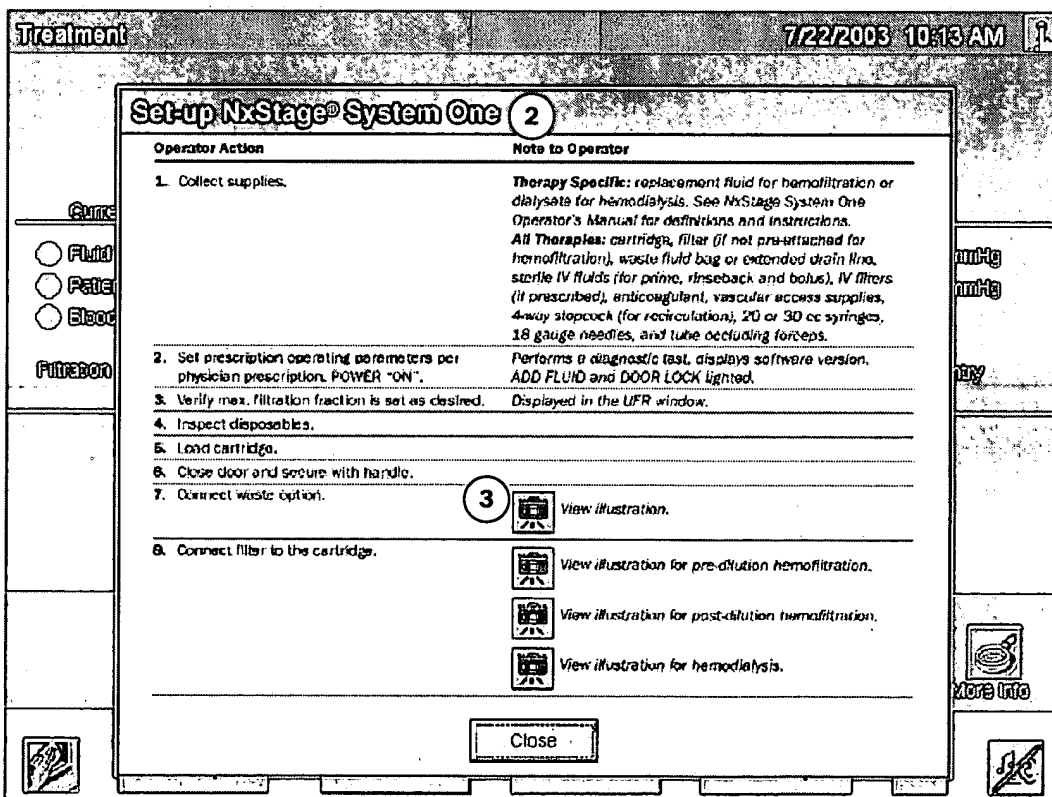 Treatment 7/22/2003 10:13 AM
Set-up NxStage® System One 2
Operator Action Note to Operator
1. Collect supplies. Therapy Specific: replacement fluid for hemofiltration or
dialysate for hemodialysis. See NxStage System One
Operator's Manual for definitions and instructions.
All Therapies: cartridge, filter (if not pre-attached for
hemofiltration), waste fluid bag or extended drain line,
sterile IV fluids (for prime, rinseback and bolus), IV filters
(if prescribed), anticoagulant, vascular access supplies,
4-way stopcock (for recirculation), 20 or 30 cc syringes,
18 gauge needles, and tube occluding forceps.
2. Set prescription operating parameters per Performs a diagnostic test, displays software version.
physician prescription. POWER "ON". ADD FLUID and DOOR LOCK lighted.
3. Verify max. filtration fraction is set as desired. Displayed in the UFR window.
4. Inspect disposables.
5. Load cartridge.
6. Close door and secure with handle.
7. Connect waste option. 3 View illustration.
8. Connect filter to the cartridge. View illustration for pre-dilution hemofiltration.
View illustration for post-dilution hemofiltration.
View illustration for hemodialysis.
Close
Curre
Fluid mmHg
Patie mmHg
Blood
Filtration
More Info